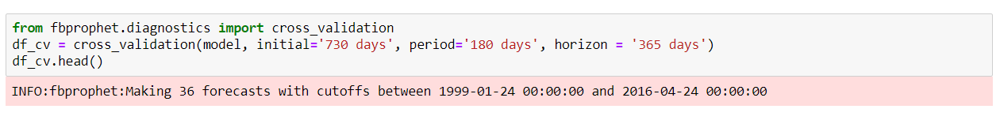 from fbprophet.diagnostics import cross_validation
df_cv = cross_validation(model, initial='730 days', period='180 days', horizon = '365 days')
df_cv.head()
INFO:fbprophet:Making 36 forecasts with cutoffs between 1999-01-24 00:00:00 and 2016-04-24 00:00:00